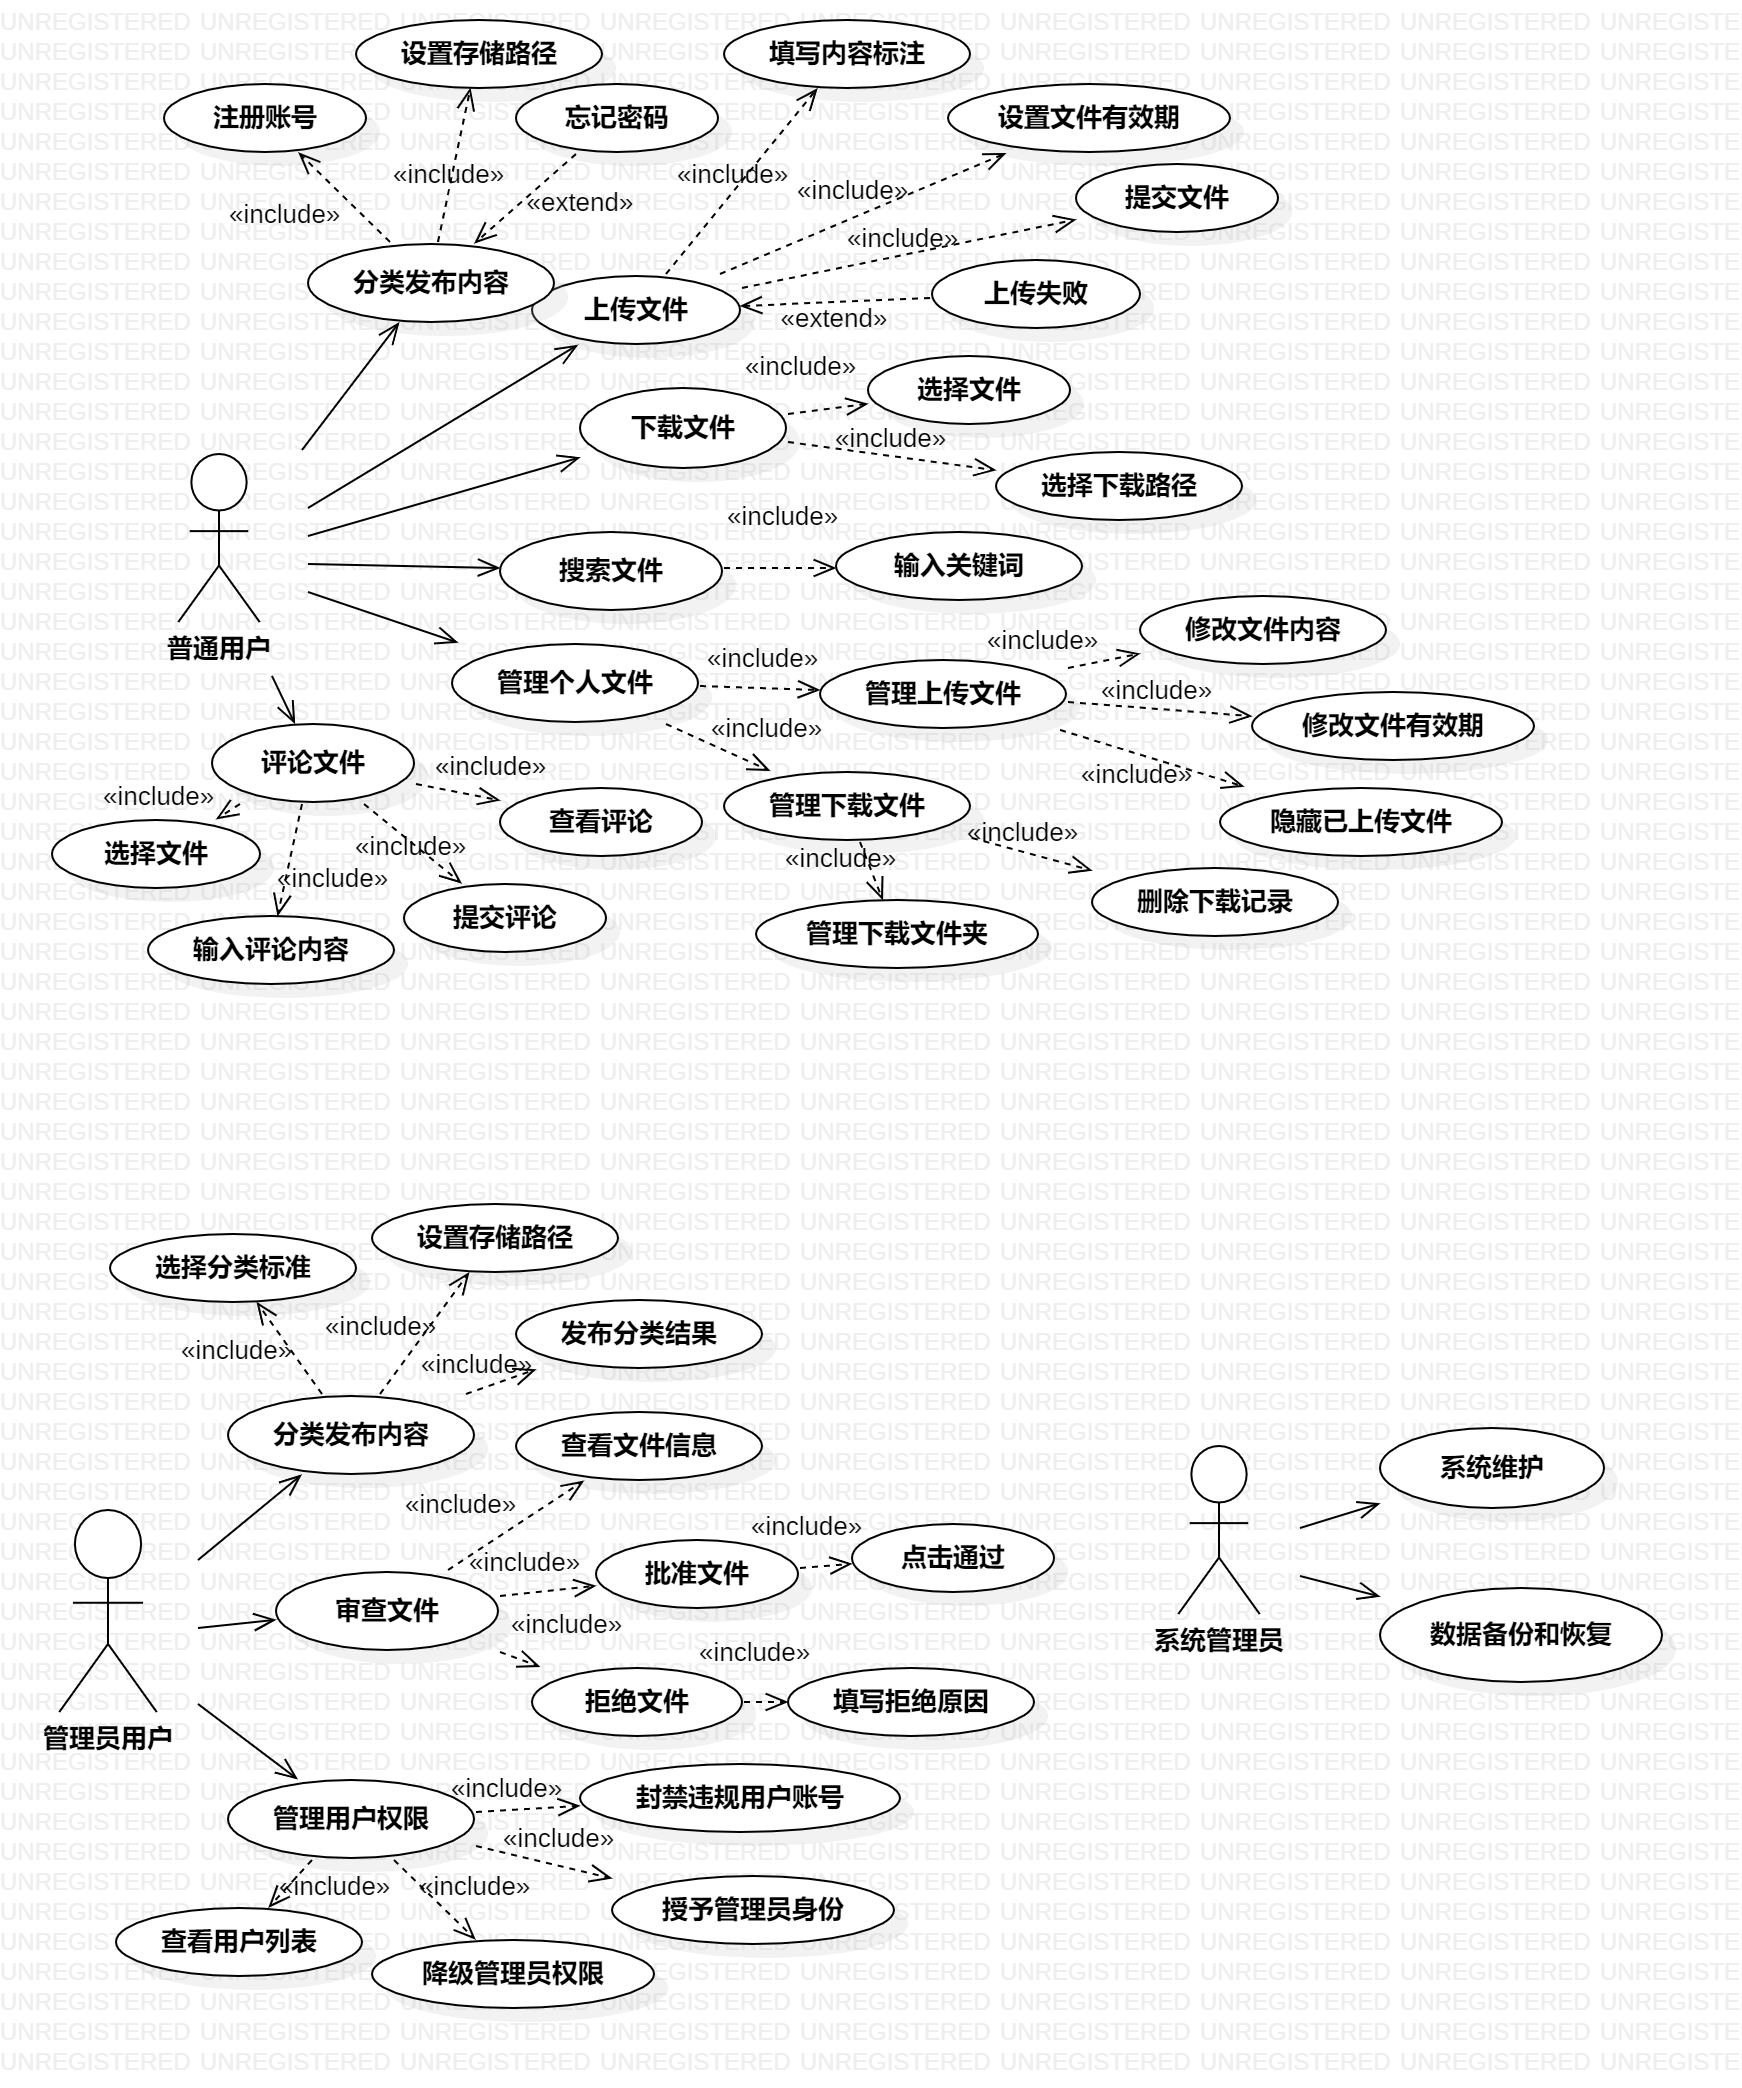 设置存储路径
填写内容标注
注册账号
忘记密码
设置文件有效期
«include»
«include»
«include»
提交文件
«include»
«extend»
«include»
分类发布内容
上传文件
上传失败
«extend»
«include»
选择文件
下载文件
«include»
选择下载路径
«include»
搜索文件
输入关键词
普通用户
«include»
修改文件内容
«include»
管理个人文件
管理上传文件
«include»
修改文件有效期
«include»
评论文件
«include»
«include»
«include»
管理下载文件
查看评论
隐藏已上传文件
«include»
«include»
«include»
选择文件
«include»
删除下载记录
提交评论
管理下载文件夹
输入评论内容
设置存储路径
选择分类标准
«include»
发布分类结果
«include»
«include»
分类发布内容
查看文件信息
系统维护
«include»
«include»
«include»
点击通过
批准文件
审查文件
«include»
系统管理员
数据备份和恢复
«include»
拒绝文件
填写拒绝原因
管理员用户
«include»
封禁违规用户账号
管理用户权限
«include»
«include»
«include»
授予管理员身份
查看用户列表
降级管理员权限